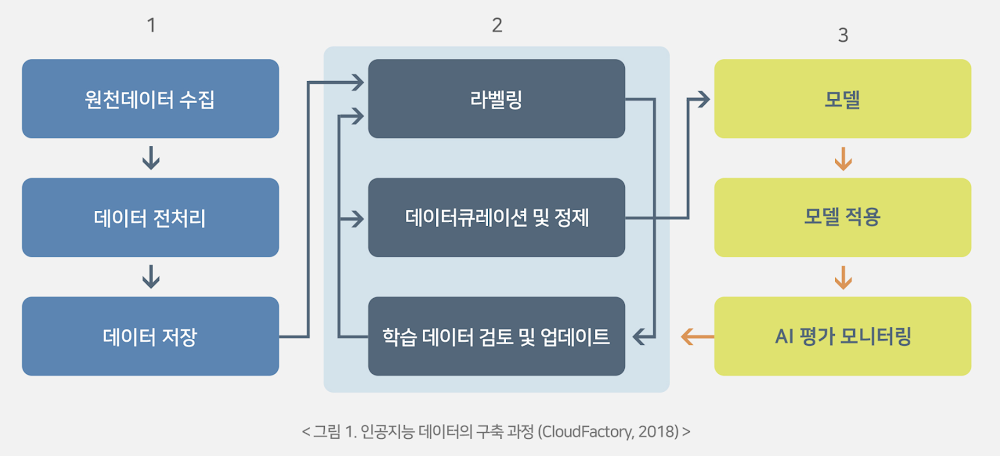 1
원천데이터 수집
데이터 전처리
데이터 저장
2
라벨링
데이터큐레이션 및 정제
학습 데이터 검토 및 업데이트
3
모델
모델 적용
AI 평가 모니터링
< 그림 1. 인공지능 데이터의 구축 과정 (CloudFactory, 2018) >